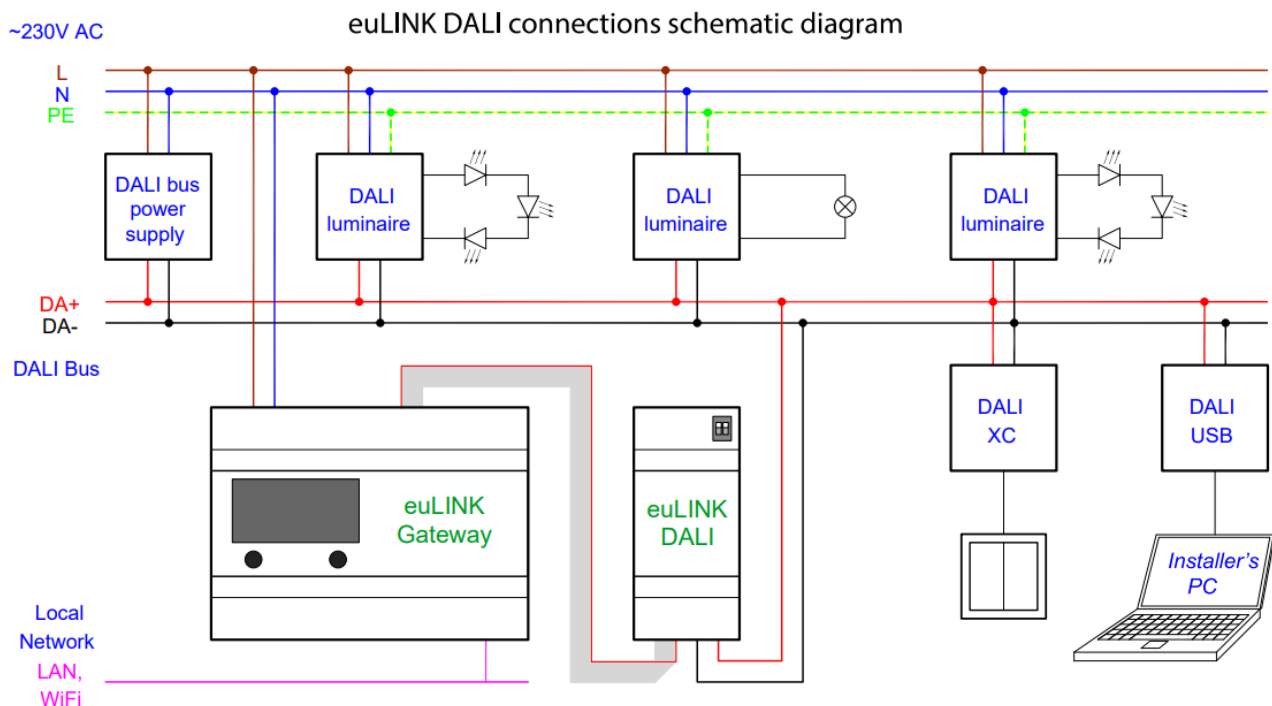 euLINK DALI connections schematic diagram
~230V AC
L
N
PE
DALI bus
power
supply
DALI
luminaire
DALI
luminaire
DALI
luminaire
DA+
DA-
DALI Bus
euLINK
Gateway
euLINK
DALI
DALI
XC
DALI
USB
Installer's
PC
Local
Network
LAN,
WiFi